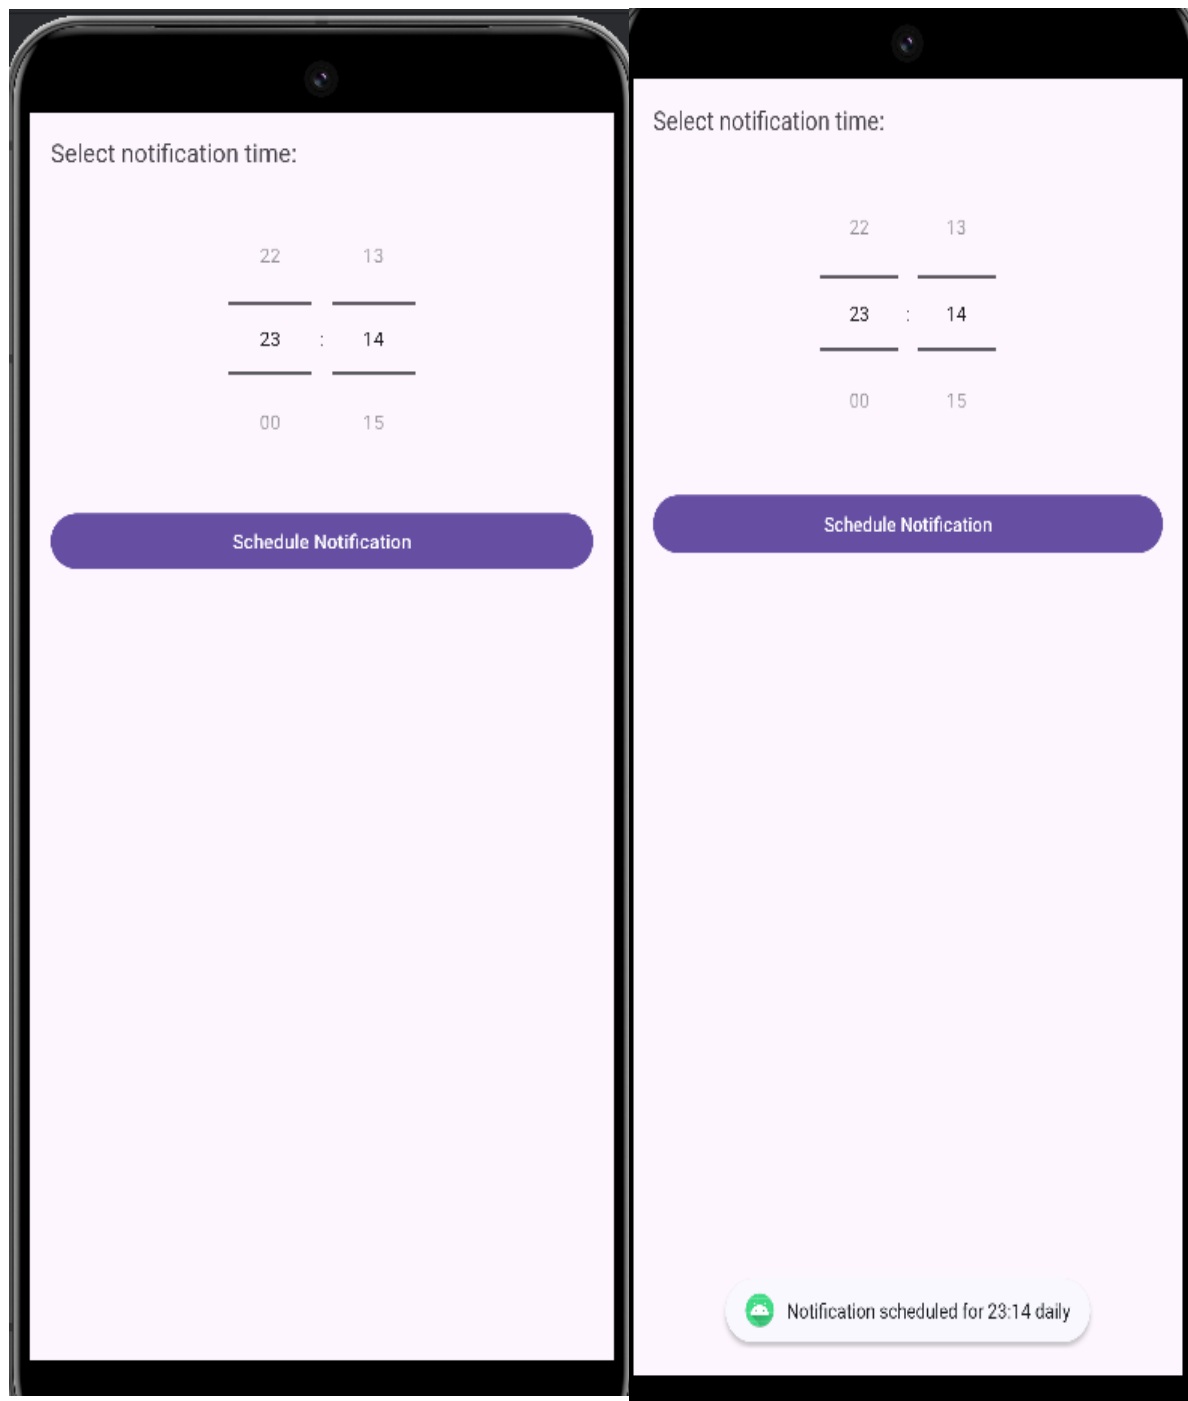 Select notification time:
22 13
23 : 14
00 15
Schedule Notification
Select notification time:
22 13
23 : 14
00 15
Schedule Notification
Notification scheduled for 23:14 daily